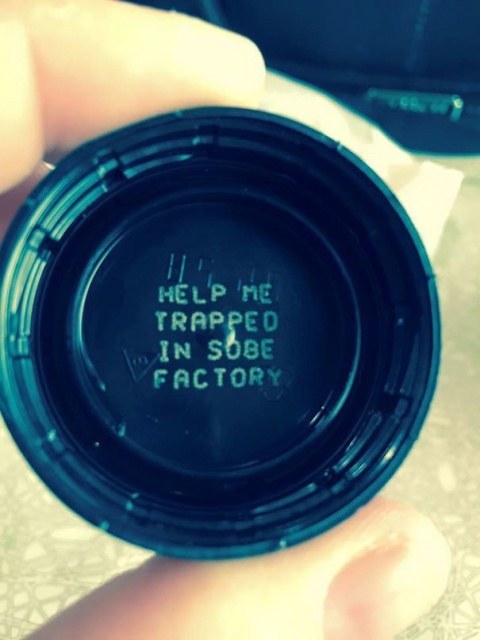 HELP ME
TRAPPED
IN SOBE
FACTORY